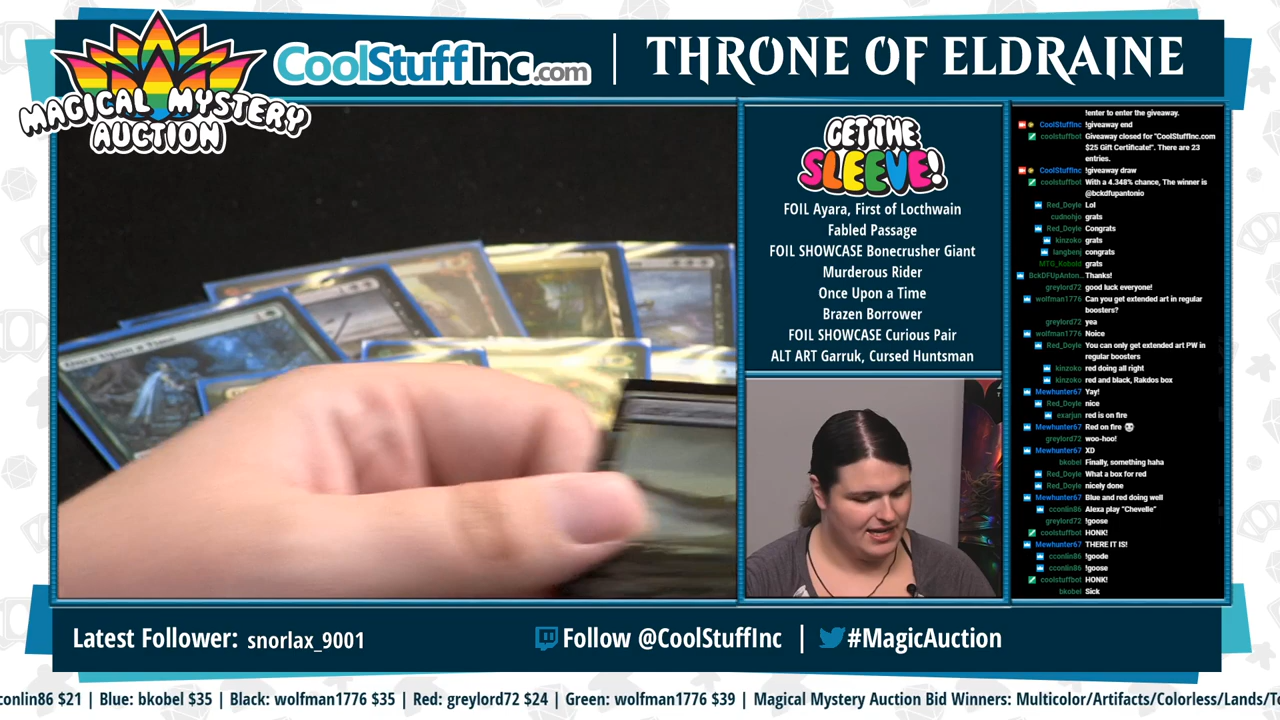 MAGICAL MYSTERY
AUCTION
CoolStuffInc.com
THRONE OF ELDRAINE
GET THE
SLEEVE!
FOIL Ayara, First of Locthwain
Fabled Passage
FOIL SHOWCASE Bonecrusher Giant
Murderous Rider
Once Upon a Time
Brazen Borrower
FOIL SHOWCASE Curious Pair
ALT ART Garruk, Cursed Huntsman
!enter to enter the giveaway.
CoolStuffInc !giveaway end
coolstuffbot Giveaway closed for "CoolStuffInc.com
$25 Gift Certificate!". There are 23
entries.
CoolStuffInc !giveaway draw
coolstuffbot With a 4.348% chance, The winner is
@bckdfupantonio
Red_Doyle Lol
cudnohjo grats
Red_Doyle Congrats
kinzoko grats
langbenj congrats
MTG_Kobold grats
BckDFUpAnton... Thanks!
greylord72 good luck everyone!
wolfman1776 Can you get extended art in regular
boosters?
greylord72 yea
wolfman1776 Noice
Red_Doyle You can only get extended art PW in
regular boosters
kinzoko red doing all right
kinzoko red and black, Rakdos box
Mewhunter67 Yay!
Red_Doyle nice
exarjun red is on fire
Mewhunter67 Red on fire
greylord72 woo-hoo!
Mewhunter67 XD
bkobel Finally, something haha
Red_Doyle What a box for red
Red_Doyle nicely done
Mewhunter67 Blue and red doing well
cconlin86 Alexa play "Chevelle"
greylord72 !goose
coolstuffbot HONK!
Mewhunter67 THERE IT IS!
cconlin86 !goode
cconlin86 !goose
coolstuffbot HONK!
bkobel Sick
Latest Follower: snorlax_9001
Follow @CoolStuffInc | #MagicAuction
conlin86 $21 | Blue: bkobel $35 | Black: wolfman1776 $35 | Red: greylord72 $24 | Green: wolfman1776 $39 | Magical Mystery Auction Bid Winners: Multicolor/Artifacts/Colorless/Lands/To